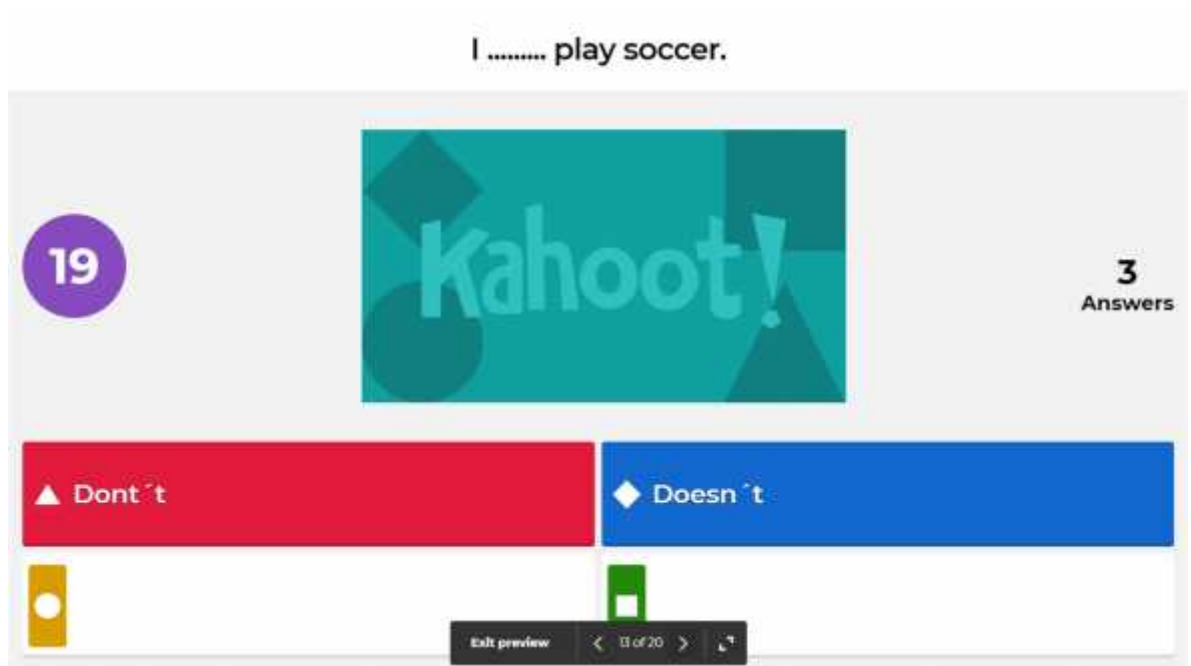 I ......... play soccer.
Kahoot!
19
3
Answers
Dont ´t
Doesn ´t
Exit preview
13 of 20